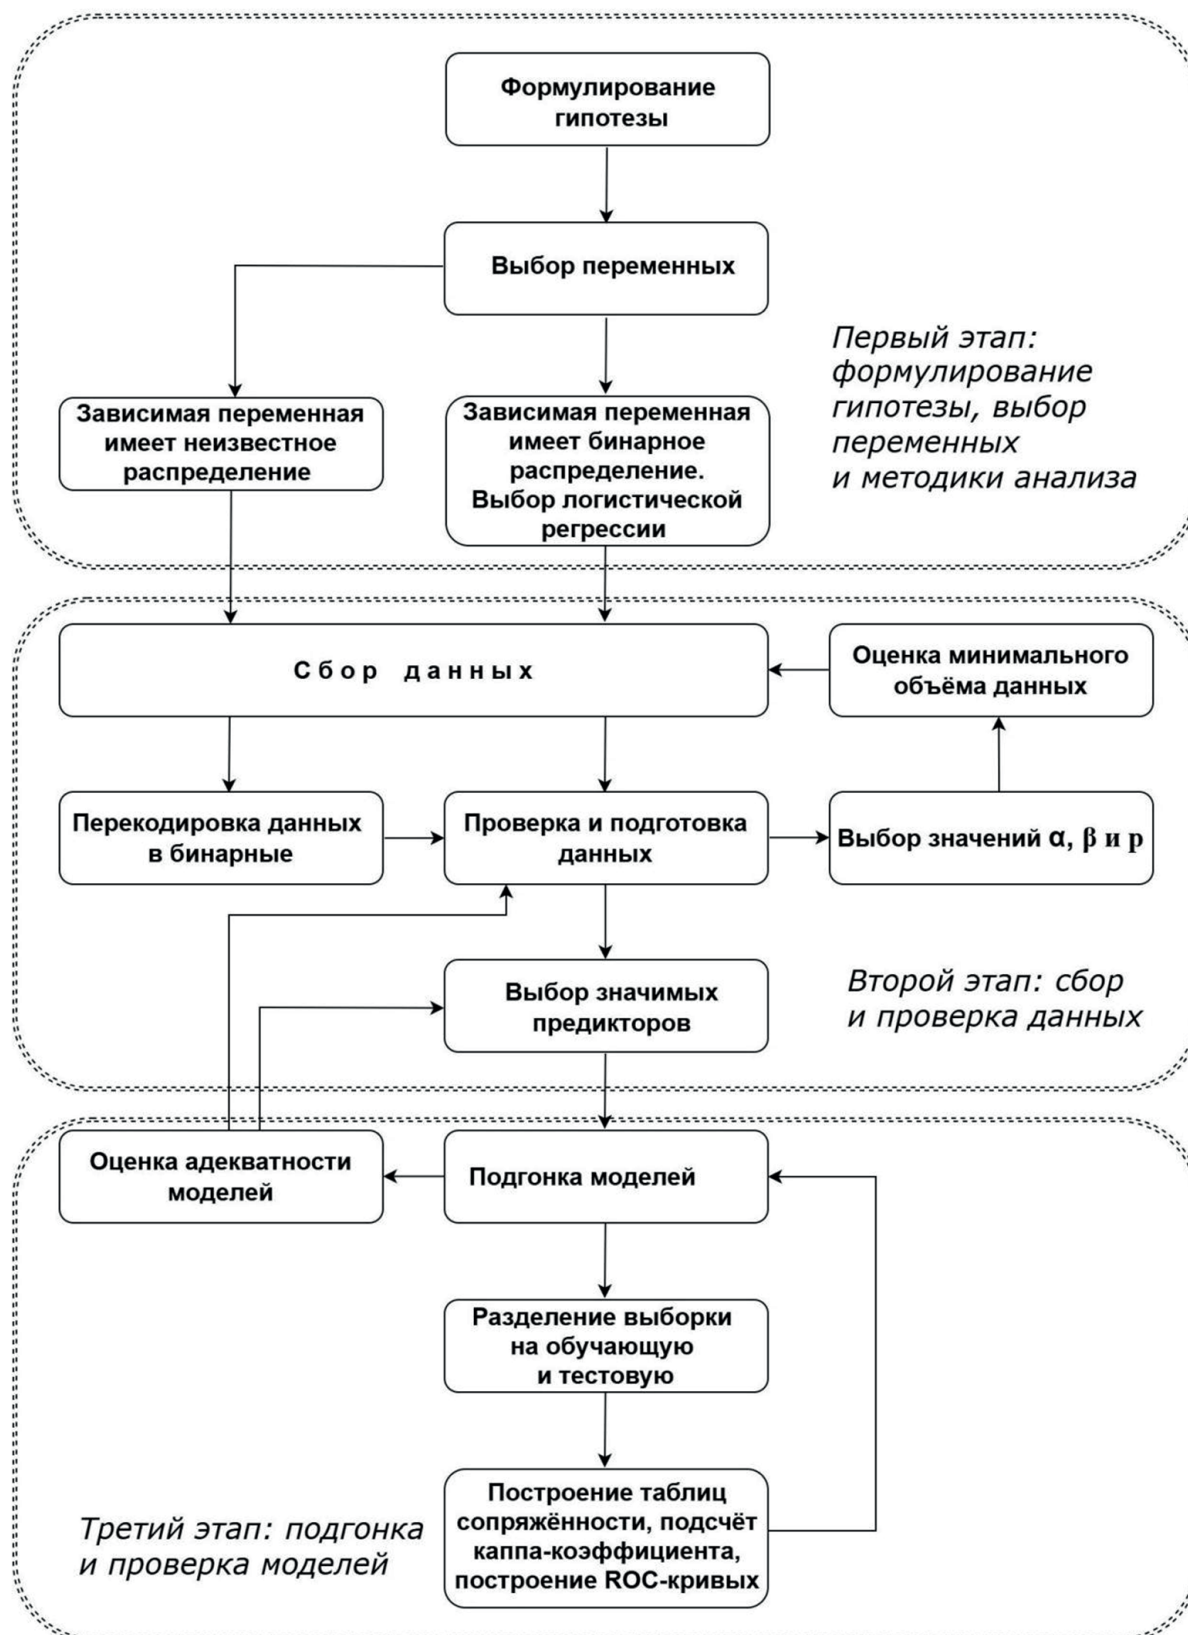 Формулирование
гипотезы
Выбор переменных
Зависимая переменная
имеет неизвестное
распределение
Зависимая переменная
имеет бинарное
распределение.
Выбор логистической
регрессии
Первый этап:
формулирование
гипотезы, выбор
переменных
и методики анализа
Сбор данных
Оценка минимального
объёма данных
Перекодировка данных
в бинарные
Проверка и подготовка
данных
Выбор значений α, β и р
Выбор значимых
предикторов
Второй этап: сбор
и проверка данных
Оценка адекватности
моделей
Подгонка моделей
Разделение выборки
на обучающую
и тестовую
Построение таблиц
сопряжённости, подсчёт
каппа-коэффициента,
построение ROC-кривых
Третий этап: подгонка
и проверка моделей